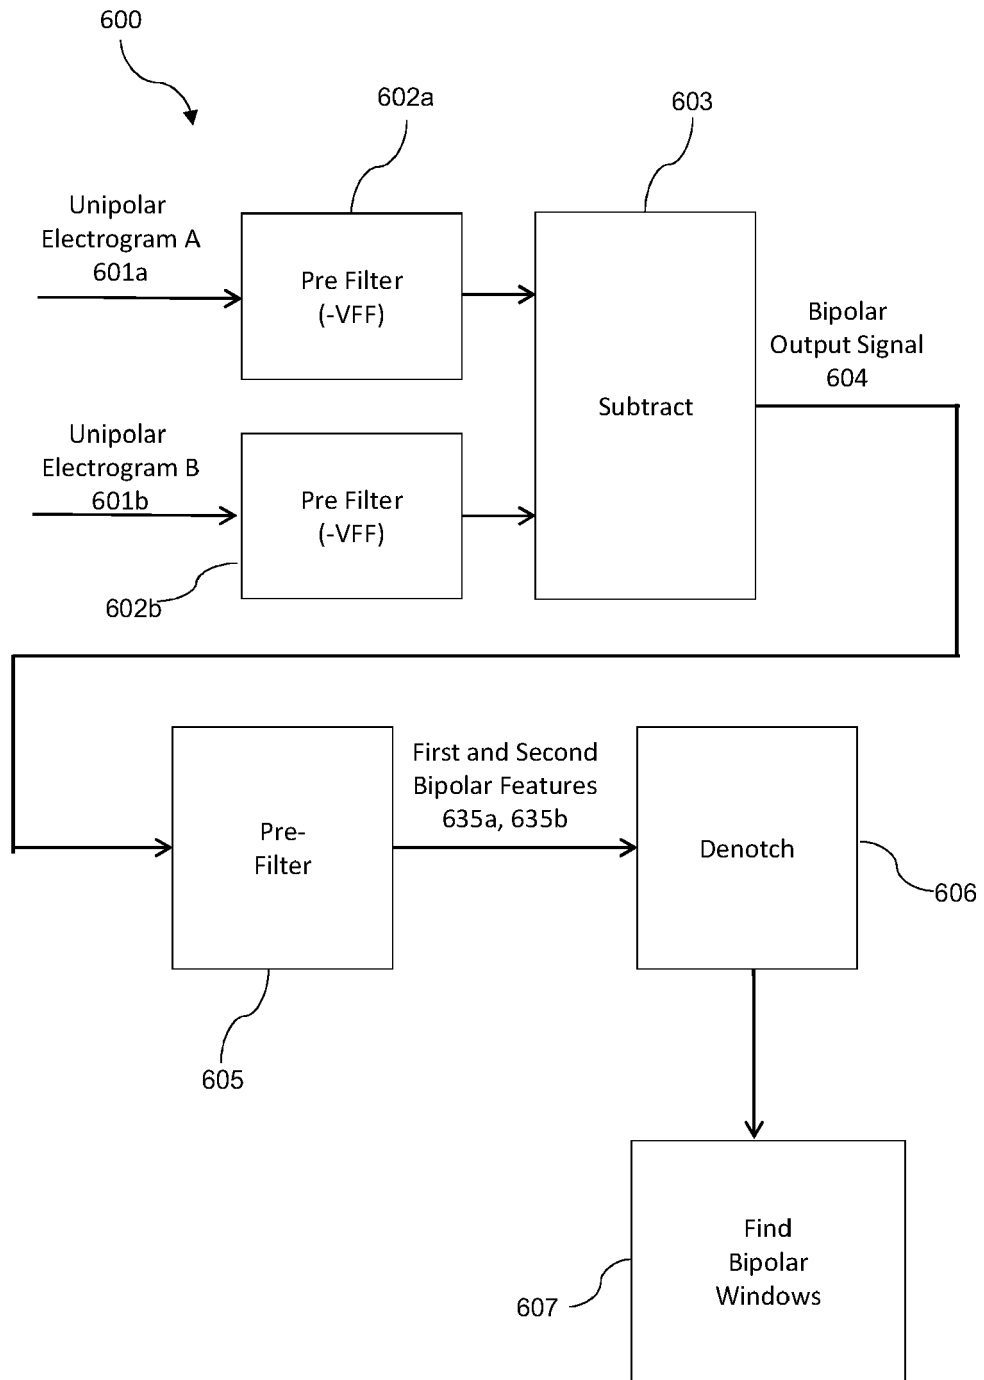 600
602a
603
Unipolar
Electrogram A
601a
Pre Filter
(-VFF)
Bipolar
Output Signal
604
Subtract
Unipolar
Electrogram B
601b
Pre Filter
(-VFF)
602b
First and Second
Bipolar Features
635a, 635b
Pre-
Filter
Denotch
606
605
Find
Bipolar
Windows
607